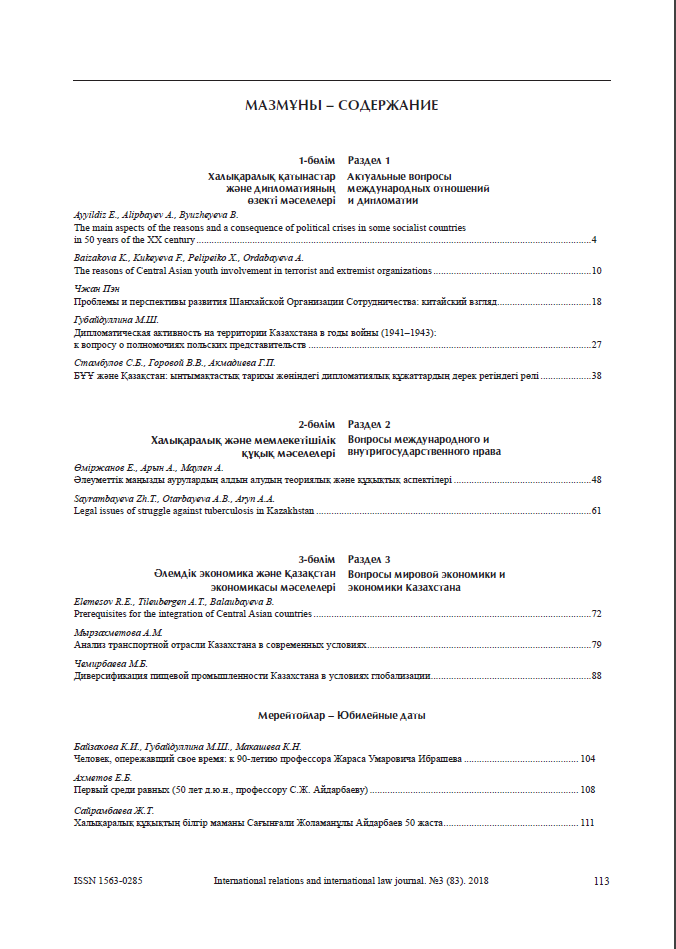 МАЗМҰНЫ – СОДЕРЖАНИЕ
1-бөлім Раздел 1
Халықаралық қатынастар Актуальные вопросы
және дипломатияның международных отношений
өзекті мәселелері и дипломатии
Ayyildiz E., Alipbayev A., Byuzheyeva B.
The main aspects of the reasons and a consequence of political crises in some socialist countries
in 50 years of the XX century ........ 4
Baizakova K., Kukeyeva F., Pelipeiko X., Ordabayeva A.
The reasons of Central Asian youth involvement in terrorist and extremist organizations ........ 10
Чжан Пэн
Проблемы и перспективы развития Шанхайской Организации Сотрудничества: китайский взгляд ........ 18
Губайдуллина М.Ш.
Дипломатическая активность на территории Казахстана в годы войны (1941–1943):
к вопросу о полномочиях польских представительств ........ 27
Стамбулов С.Б., Горовой В.В., Акмадиева Г.П.
БҰҰ және Қазақстан: ынтымақтастық тарихы жөніндегі дипломатиялық құжаттардың дерек ретіндегі рөлі ........ 38
2-бөлім Раздел 2
Халықаралық және мемлекетішілік Вопросы международного и
құқық мәселелері внутригосударственного права
Өміржанов Е., Арын А., Маулен А.
Әлеуметтік маңызды аурулардың алдын алудың теориялық және құқықтық аспектілері ........ 48
Sayrambayeva Zh.T., Otarbayeva A.B., Aryn A.A.
Legal issues of struggle against tuberculosis in Kazakhstan ........ 61
3-бөлім Раздел 3
Әлемдік экономика және Қазақстан Вопросы мировой экономики и
экономикасы мәселелері экономики Казахстана
Elemesov R.E., Tileubergen A.T., Balaubayeva B.
Prerequisites for the integration of Central Asian countries ........ 72
Мырзахметова А.М.
Анализ транспортной отрасли Казахстана в современных условиях ........ 79
Чемирбаева М.Б.
Диверсификация пищевой промышленности Казахстана в условиях глобализации ........ 88
Мерейтойлар – Юбилейные даты
Байзакова К.И., Губайдуллина М.Ш., Макашева К.Н.
Человек, опережавщий свое время: к 90-летию профессора Жараса Умаровича Ибрашева ........ 104
Ахметов Е.Б.
Первый среди равных (50 лет д.ю.н., профессору С.Ж. Айдарбаеву) ........ 108
Сайрамбаева Ж.Т.
Халықаралық құқықтың білгір маманы Сағынғали Жоламанұлы Айдарбаев 50 жаста ........ 111
ISSN 1563-0285 International relations and international law journal. №3 (83). 2018 113